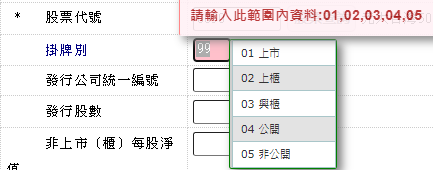 * 股票代號
請輸入此範圍內資料:01,02,03,04,05
掛牌別 99
01 上市
02 上櫃
03 興櫃
04 公開
05 非公開
發行公司統一編號
發行股數
非上市（櫃）每股淨
值